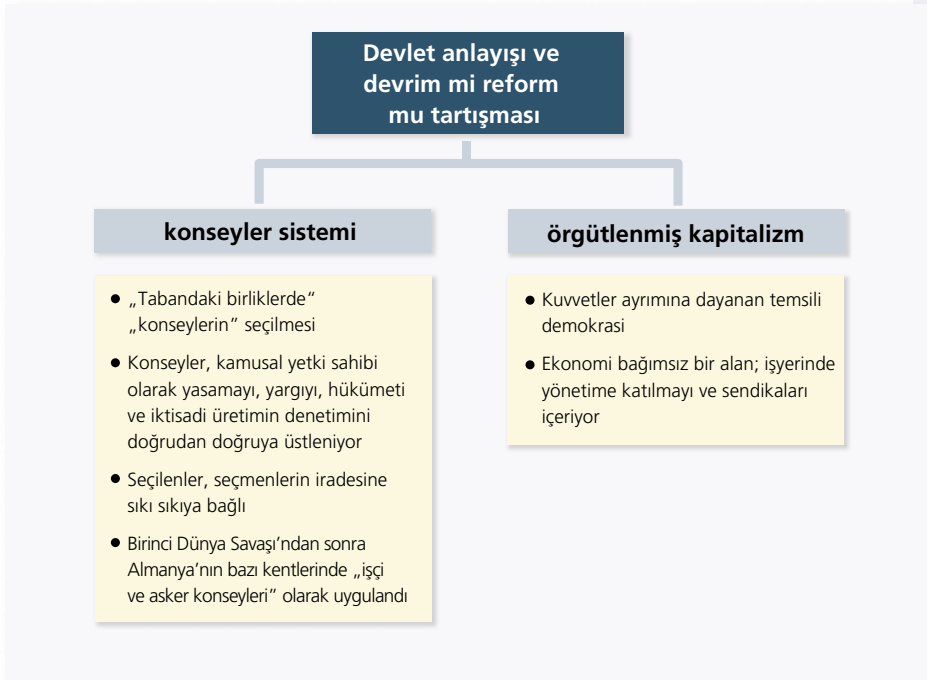 Devlet anlayışı ve
devrim mi reform
mu tartışması
konseyler sistemi
• „Tabandaki birliklerde“
„konseylerin” seçilmesi
• Konseyler, kamusal yetki sahibi
olarak yasamayı, yargıyı, hükümeti
ve iktisadi üretimin denetimini
doğrudan doğruya üstleniyor
• Seçilenler, seçmenlerin iradesine
sıkı sıkıya bağlı
• Birinci Dünya Savaşı’ndan sonra
Almanya’nın bazı kentlerinde „işçi
ve asker konseyleri” olarak uygulandı
örgütlenmiş kapitalizm
• Kuvvetler ayrımına dayanan temsili
demokrasi
• Ekonomi bağımsız bir alan; işyerinde
yönetime katılmayı ve sendikaları
içeriyor